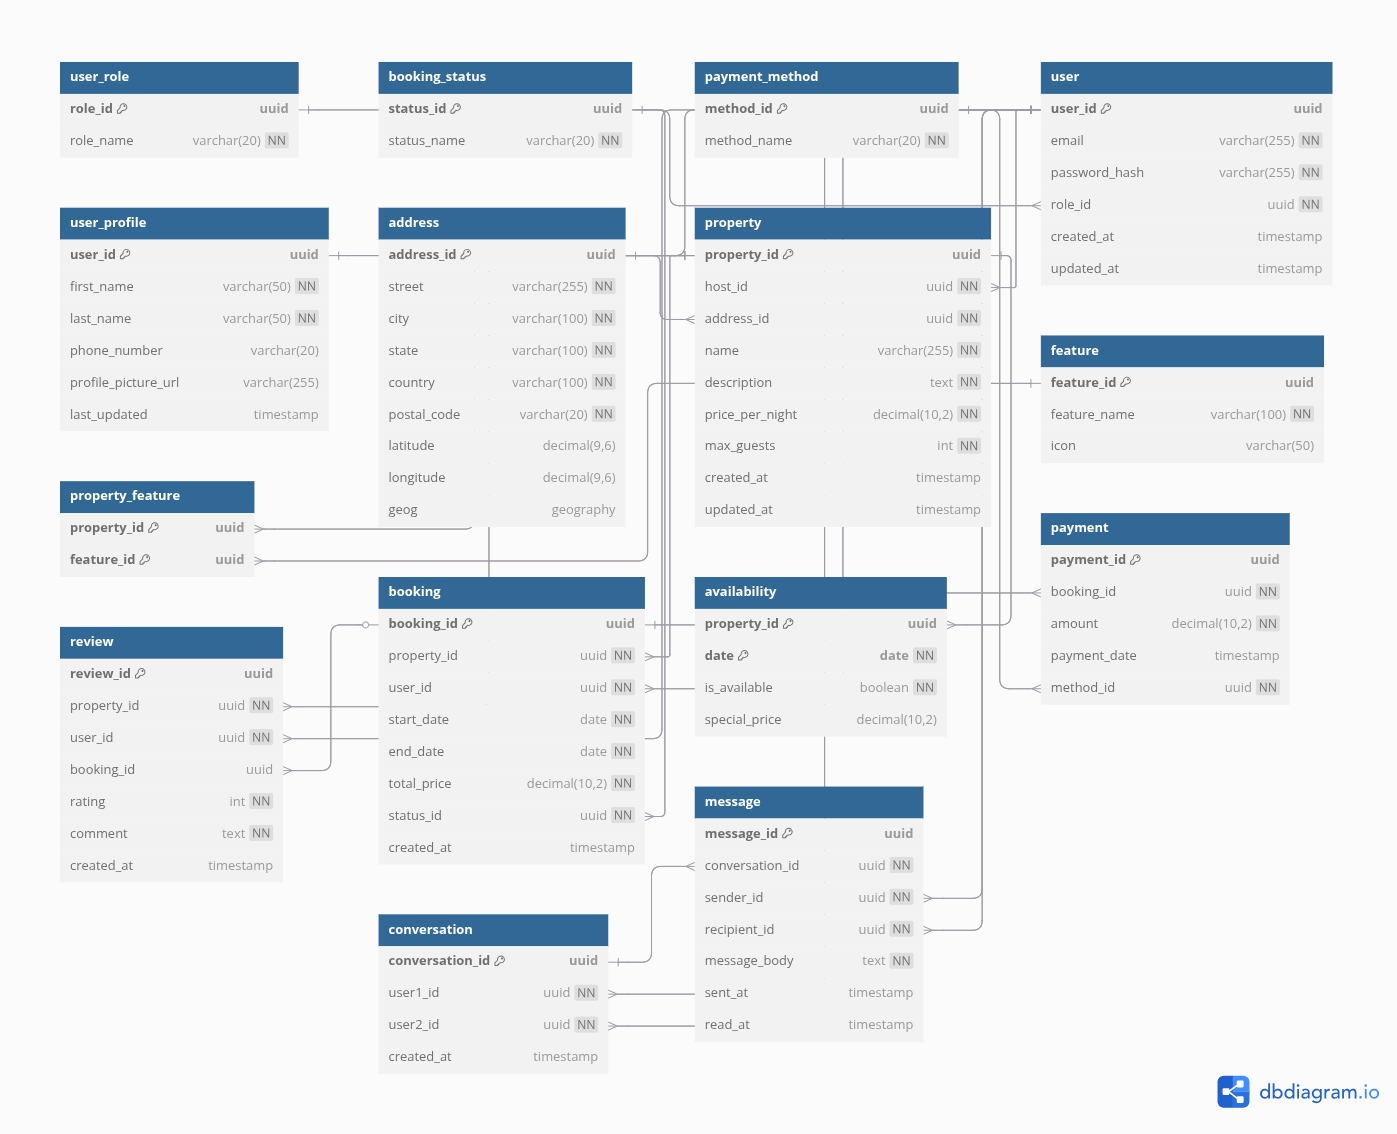 user_role
role_id uuid
role_name varchar(20) NN
booking_status
status_id uuid
status_name varchar(20) NN
payment_method
method_id uuid
method_name varchar(20) NN
user
user_id uuid
email varchar(255) NN
password_hash varchar(255) NN
role_id uuid NN
created_at timestamp
updated_at timestamp
user_profile
user_id uuid
first_name varchar(50) NN
last_name varchar(50) NN
phone_number varchar(20)
profile_picture_url varchar(255)
last_updated timestamp
address
address_id uuid
street varchar(255) NN
city varchar(100) NN
state varchar(100) NN
country varchar(100) NN
postal_code varchar(20) NN
latitude decimal(9,6)
longitude decimal(9,6)
geog geography
property
property_id uuid
host_id uuid NN
address_id uuid NN
name varchar(255) NN
description text NN
price_per_night decimal(10,2) NN
max_guests int NN
created_at timestamp
updated_at timestamp
feature
feature_id uuid
feature_name varchar(100) NN
icon varchar(50)
property_feature
property_id uuid
feature_id uuid
payment
payment_id uuid
booking_id uuid NN
amount decimal(10,2) NN
payment_date timestamp
method_id uuid NN
booking
booking_id uuid
property_id uuid NN
user_id uuid NN
start_date date NN
end_date date NN
total_price decimal(10,2) NN
status_id uuid NN
created_at timestamp
availability
property_id uuid
date date NN
is_available boolean NN
special_price decimal(10,2)
review
review_id uuid
property_id uuid NN
user_id uuid NN
booking_id uuid
rating int NN
comment text NN
created_at timestamp
message
message_id uuid
conversation_id uuid NN
sender_id uuid NN
recipient_id uuid NN
message_body text NN
sent_at timestamp
read_at timestamp
conversation
conversation_id uuid
user1_id uuid NN
user2_id uuid NN
created_at timestamp
dbdiagram.io